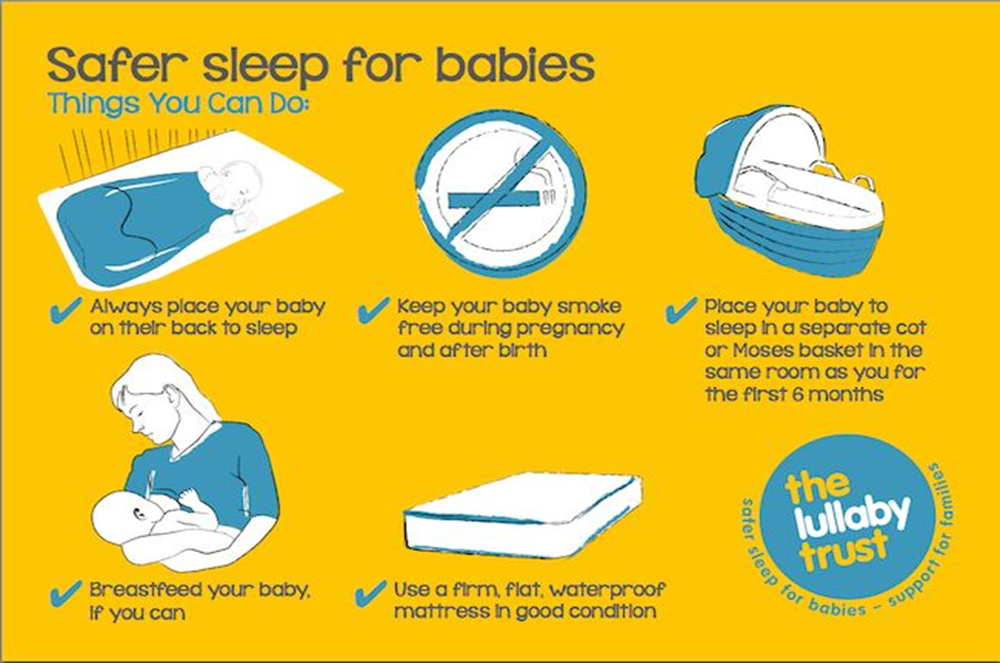 Safer sleep for babies
Things You Can Do:
Always place your baby
on their back to sleep
Keep your baby smoke
free during pregnancy
and after birth
Place your baby to
sleep in a separate cot
or Moses basket in the
same room as you for
the first 6 months
Breastfeed your baby,
if you can
Use a firm, flat, waterproof
mattress in good condition
the
lullaby
trust
safer sleep for babies – support for families